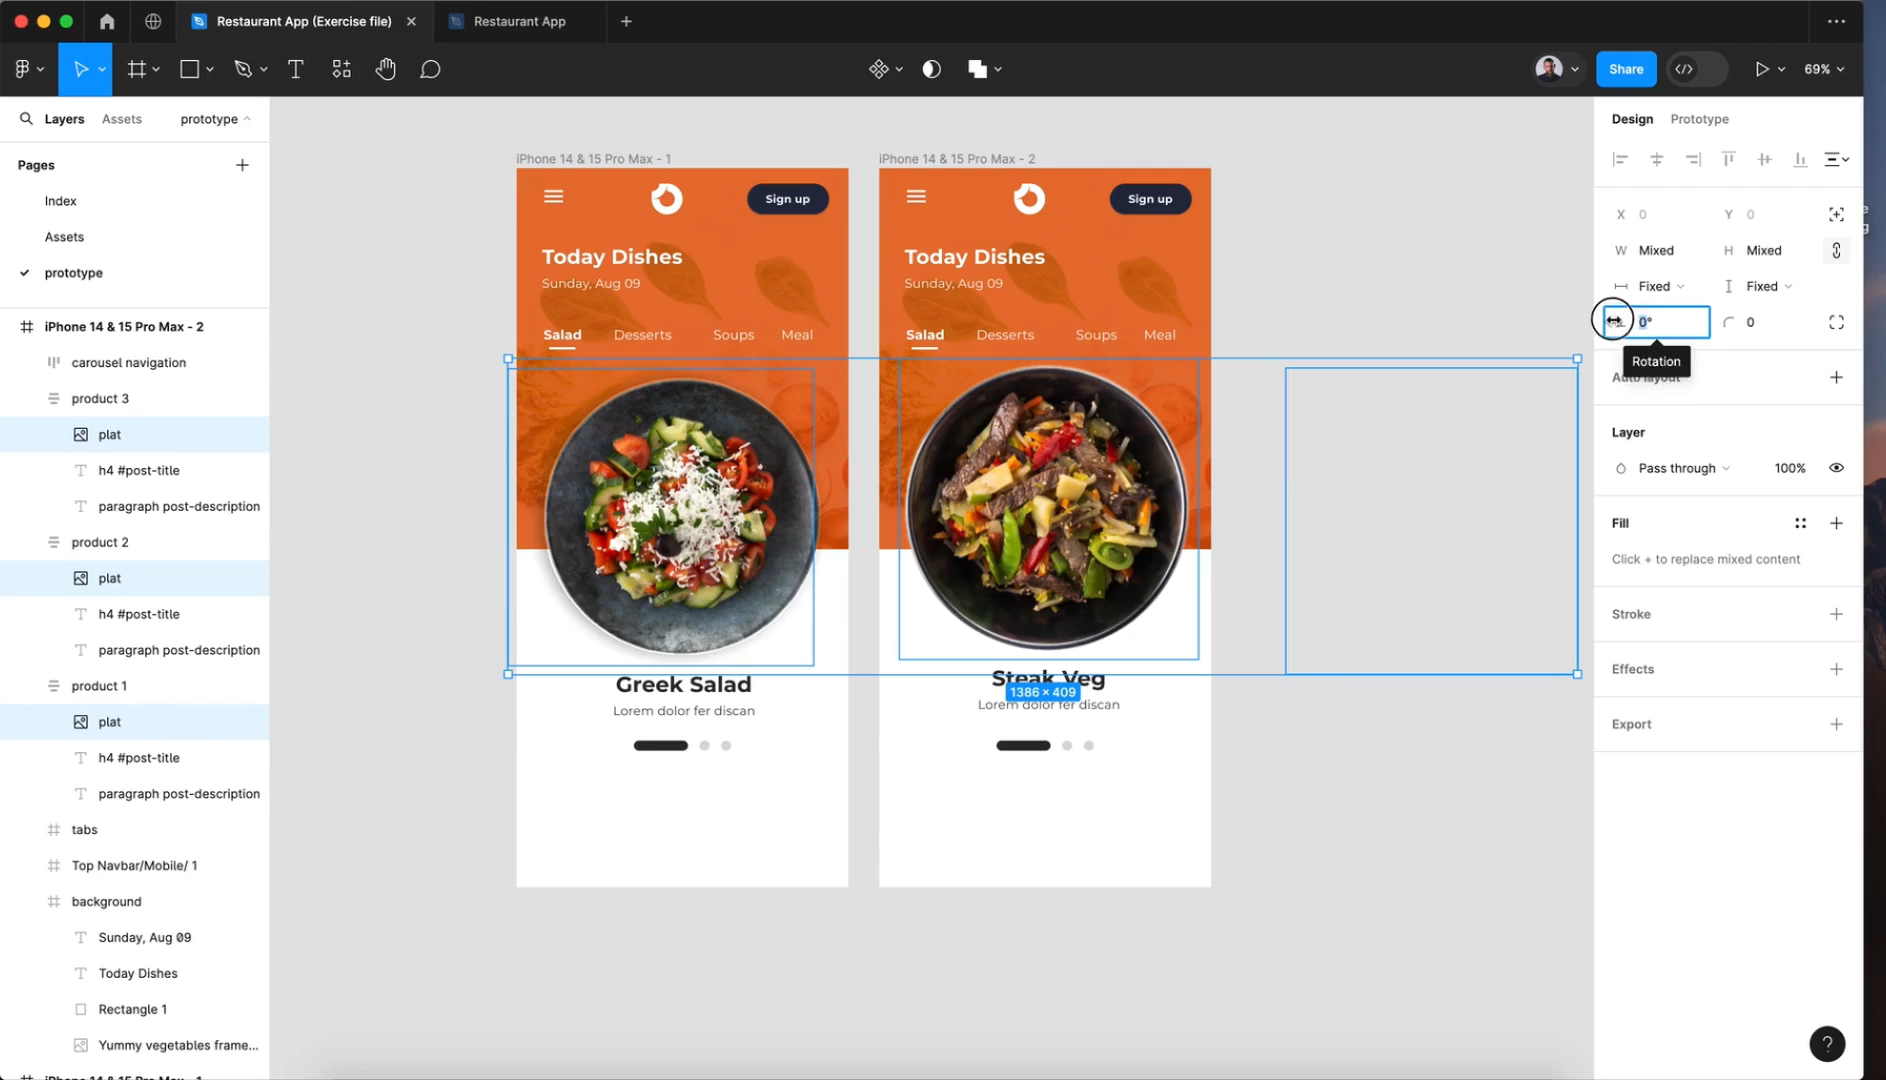 Restaurant App (Exercise file)
Restaurant App
Share
69%
Layers
Assets
prototype
Pages
Index
Assets
prototype
iPhone 14 & 15 Pro Max - 2
carousel navigation
product 3
plat
h4 #post-title
paragraph post-description
product 2
plat
h4 #post-title
paragraph post-description
product 1
plat
h4 #post-title
paragraph post-description
tabs
Top Navbar/Mobile/ 1
background
Sunday, Aug 09
Today Dishes
Rectangle 1
Yummy vegetables frame...
iPhone 14 & 15 Pro Max - 1
iPhone 14 & 15 Pro Max - 1
Sign up
Today Dishes
Sunday, Aug 09
Salad Desserts Soups Meal
Greek Salad
Lorem dolor fer discan
iPhone 14 & 15 Pro Max - 2
Sign up
Today Dishes
Sunday, Aug 09
Salad Desserts Soups Meal
Steak Veg
1386 × 409
Lorem dolor fer discan
Design
Prototype
X 0 Y 0
W Mixed H Mixed
Fixed Fixed
0° 0
Rotation
Auto layout
Layer
Pass through 100%
Fill
Click + to replace mixed content
Stroke
Effects
Export
?